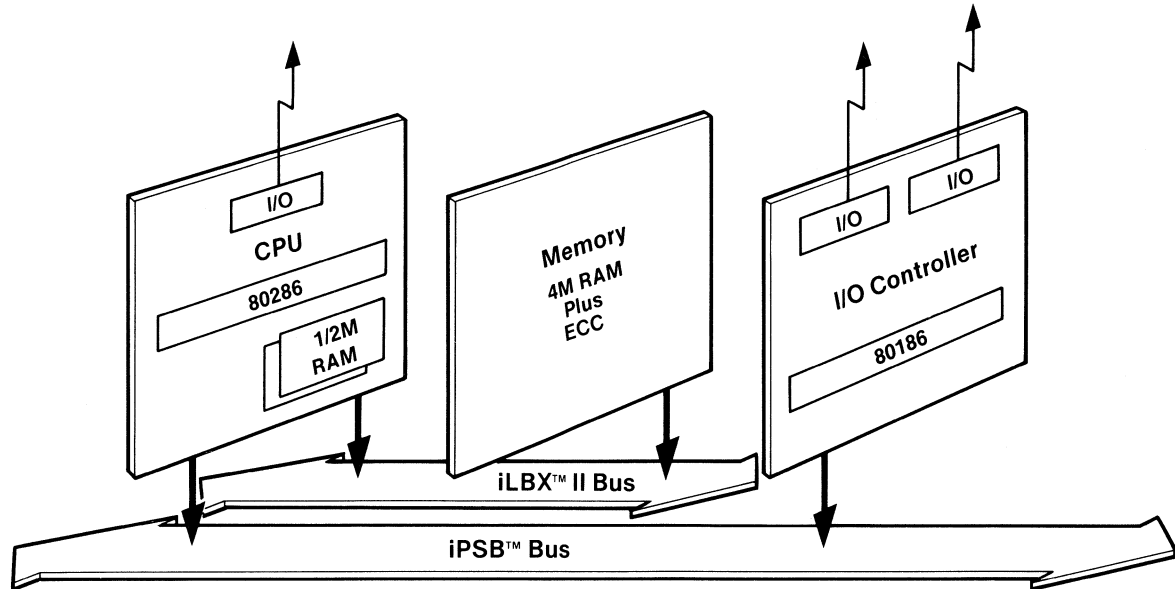 I/O
CPU
80286
1/2M
RAM
Memory
4M RAM
Plus
ECC
I/O
I/O
I/O Controller
80186
iLBX™ II Bus
iPSB™ Bus